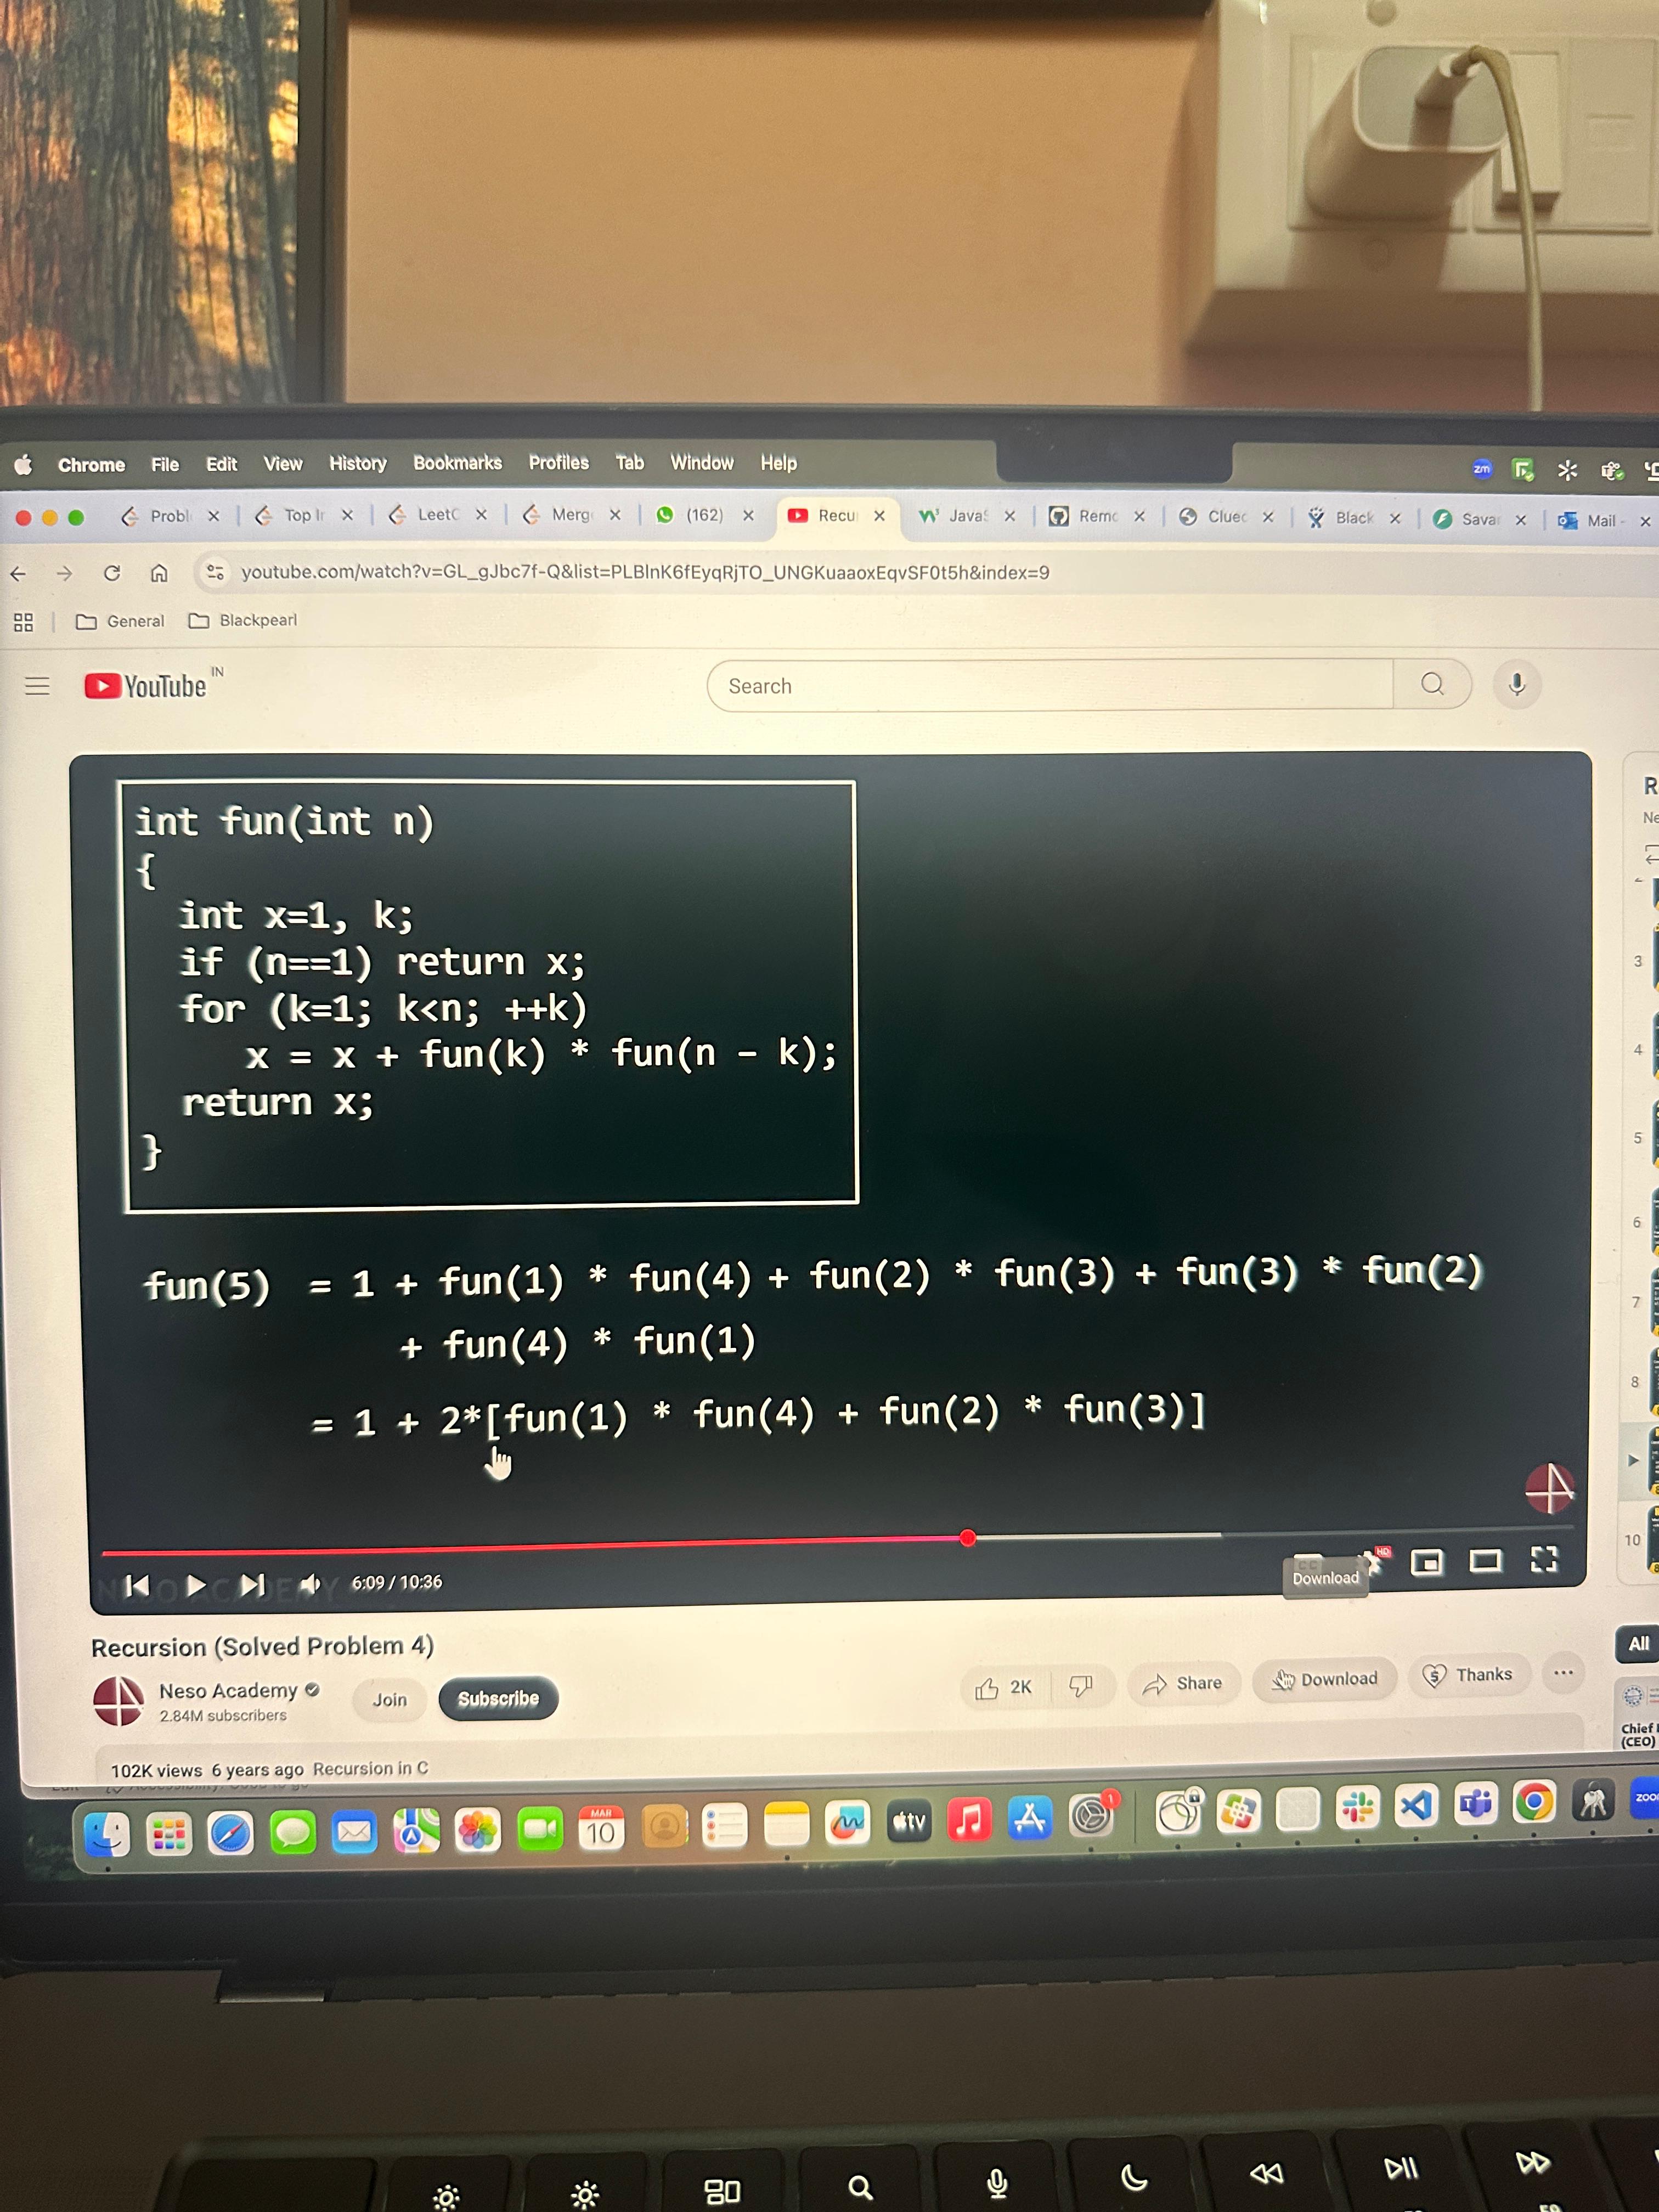 Chrome File Edit View History Bookmarks Profiles Tab Window Help
zm
Probl
Top Ir
LeetC
Merg
(162)
Recu
Java
Remo
Cluec
Black
Sava
Mail -
youtube.com/watch?v=GL_gJbc7f-Q&list=PLBlnK6fEyqRjTO_UNGKuaaoxEqvSF0t5h&index=9
General Blackpearl
YouTube IN
Search
int fun(int n)
{
int x=1, k;
if (n==1) return x;
for (k=1; k<n; ++k)
x = x + fun(k) * fun(n - k);
return x;
}
fun(5) = 1 + fun(1) * fun(4) + fun(2) * fun(3) + fun(3) * fun(2)
+ fun(4) * fun(1)
= 1 + 2*[fun(1) * fun(4) + fun(2) * fun(3)]
NESO ACADEMY
6:09 / 10:36
HD
Download
R
Ne
3
4
5
6
7
8
10
Recursion (Solved Problem 4)
Neso Academy
2.84M subscribers
Join
Subscribe
2K
Share
Download
Thanks
All
Chief
(CEO)
102K views 6 years ago Recursion in C
MAR
10
tv
1
zoo